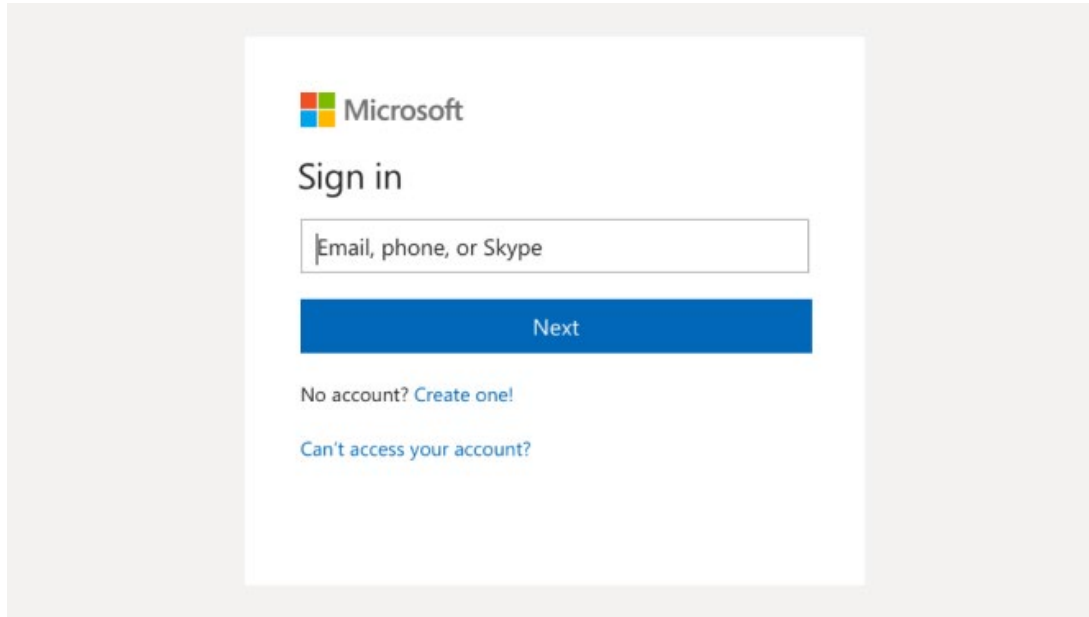 Microsoft
Sign in
Email, phone, or Skype
Next
No account? Create one!
Can't access your account?